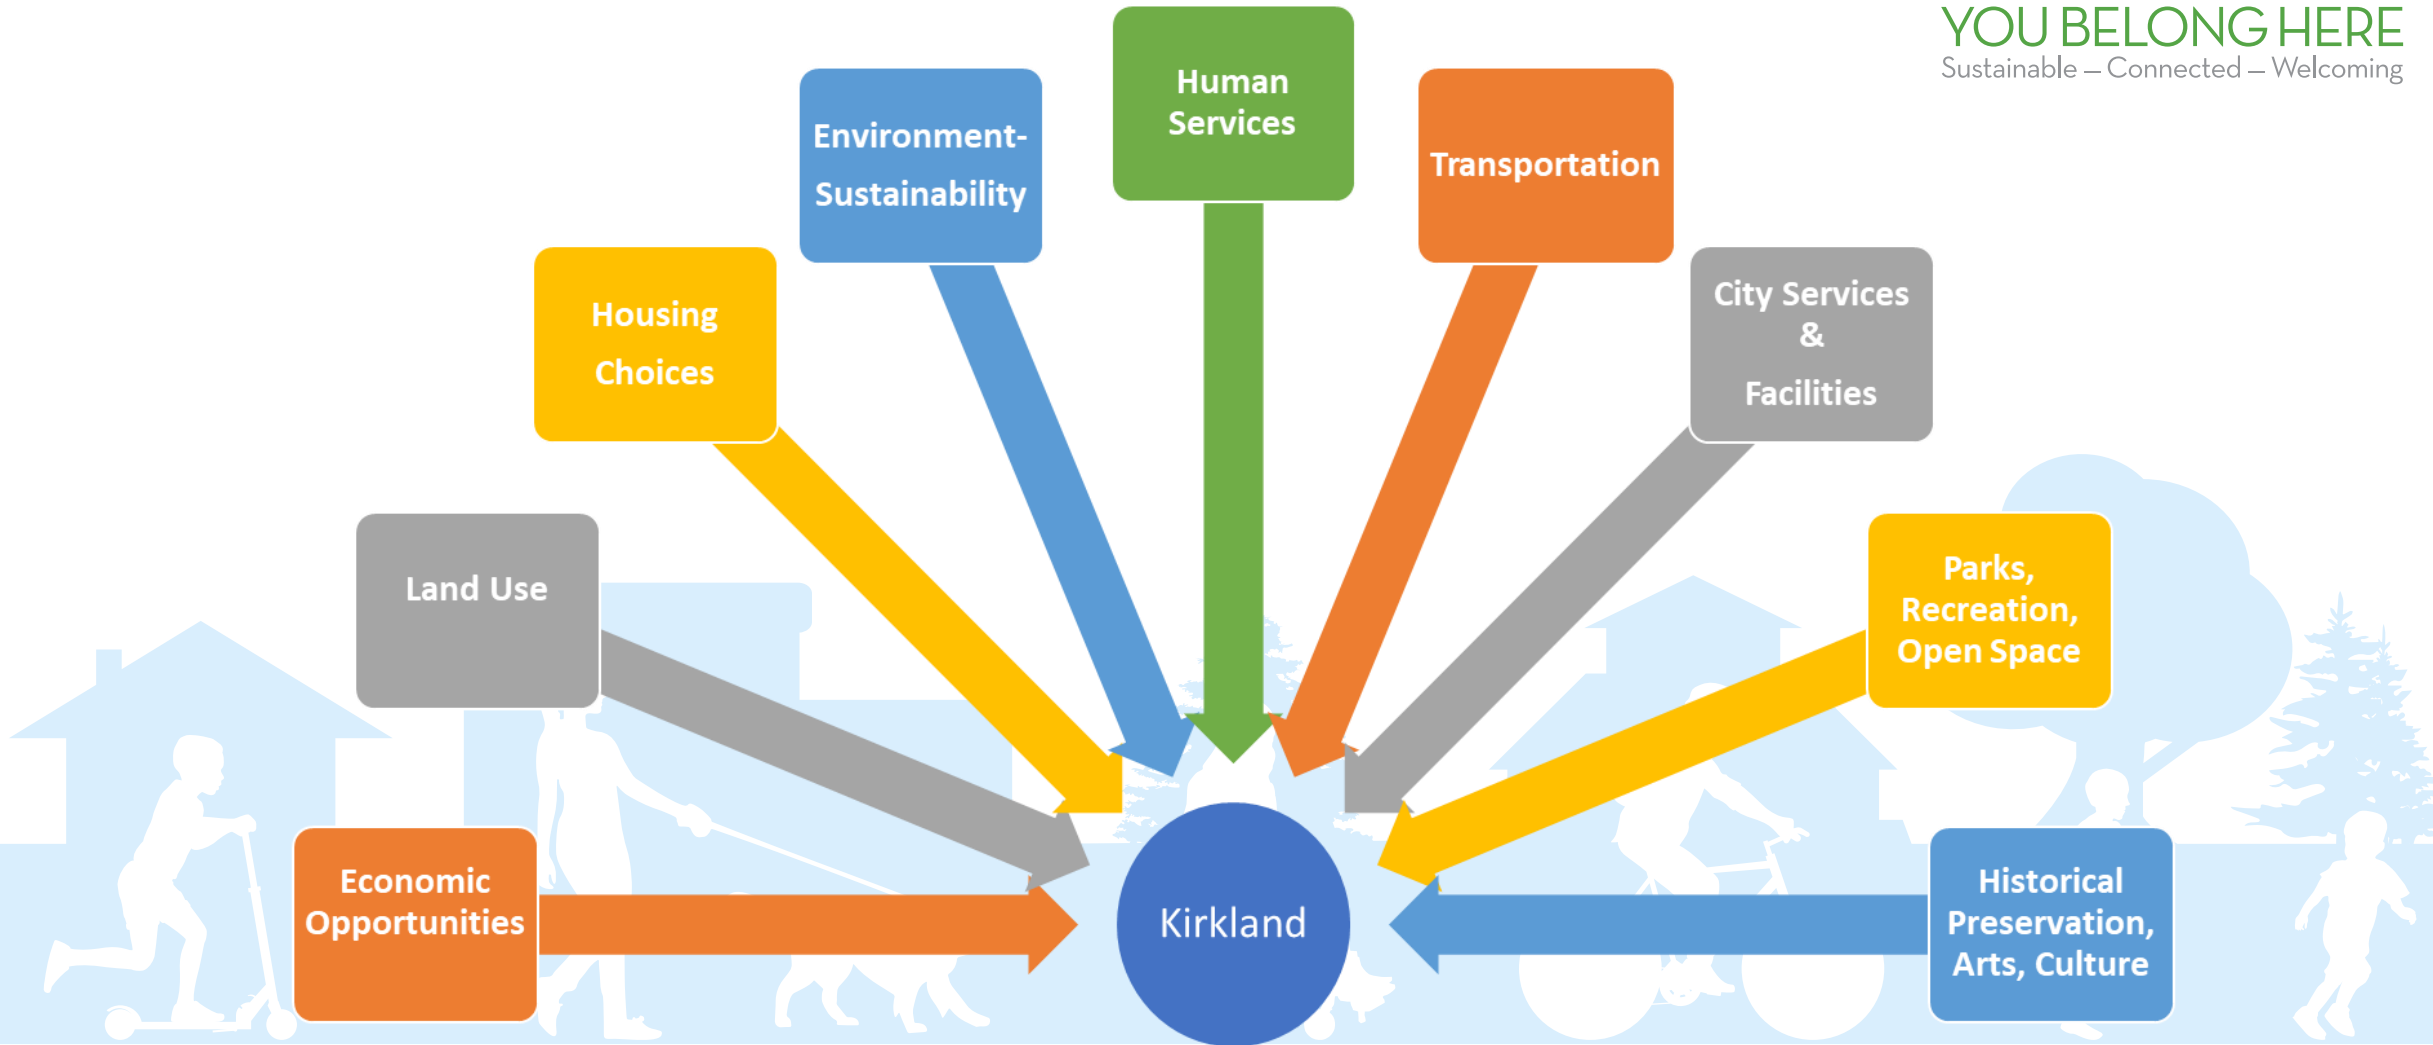 YOU BELONG HERE
Sustainable – Connected – Welcoming
Human
Services
Environment-
Sustainability
Transportation
Housing
Choices
City Services
&
Facilities
Land Use
Parks,
Recreation,
Open Space
Economic
Opportunities
Kirkland
Historical
Preservation,
Arts, Culture